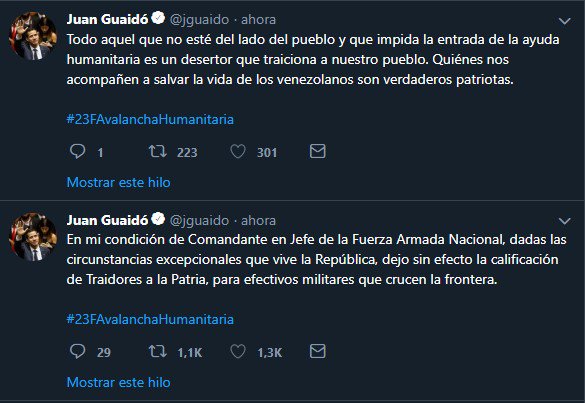 Juan Guaidó @jguaido · ahora
Todo aquel que no esté del lado del pueblo y que impida la entrada de la ayuda
humanitaria es un desertor que traiciona a nuestro pueblo. Quiénes nos
acompañen a salvar la vida de los venezolanos son verdaderos patriotas.
#23FAvalanchaHumanitaria
1 223 301
Mostrar este hilo
Juan Guaidó @jguaido · ahora
En mi condición de Comandante en Jefe de la Fuerza Armada Nacional, dadas las
circunstancias excepcionales que vive la República, dejo sin efecto la calificación
de Traidores a la Patria, para efectivos militares que crucen la frontera.
#23FAvalanchaHumanitaria
29 1,1K 1,3K
Mostrar este hilo